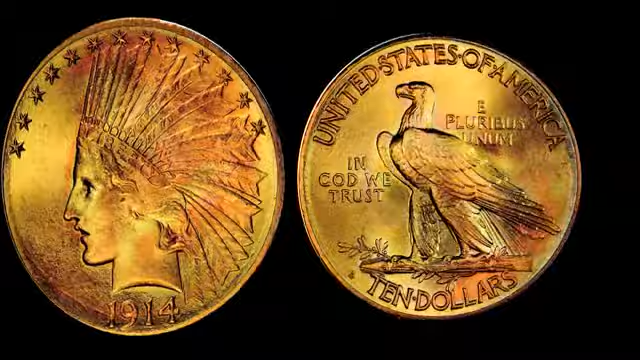 1914
UNITED·STATES·OF·AMERICA
E
PLURIBUS
UNUM
IN
GOD WE
TRUST
TEN·DOLLARS